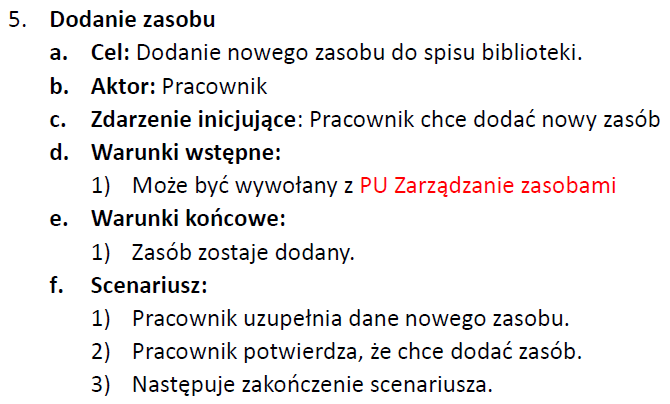 5. Dodanie zasobu
a. Cel: Dodanie nowego zasobu do spisu biblioteki.
b. Aktor: Pracownik
c. Zdarzenie inicjujące: Pracownik chce dodać nowy zasób
d. Warunki wstępne:
1) Może być wywołany z PU Zarządzanie zasobami
e. Warunki końcowe:
1) Zasób zostaje dodany.
f. Scenariusz:
1) Pracownik uzupełnia dane nowego zasobu.
2) Pracownik potwierdza, że chce dodać zasób.
3) Następuje zakończenie scenariusza.